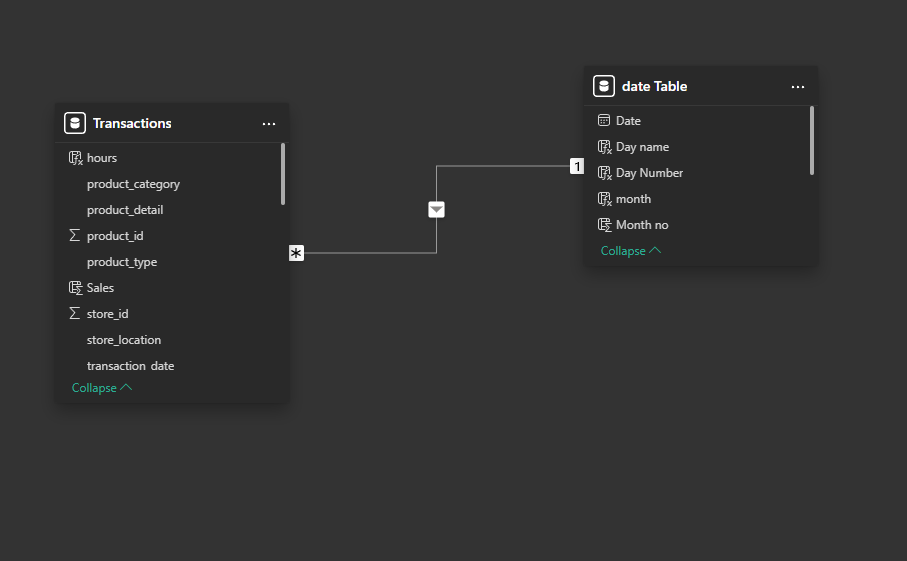 Transactions
hours
product_category
product_detail
product_id
product_type
Sales
store_id
store_location
transaction_date
Collapse
*
1
date Table
Date
Day name
Day Number
month
Month no
Collapse